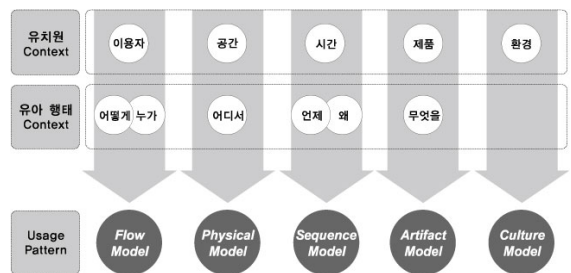 유치원
Context
이용자
공간
시간
제품
환경
유아 행태
Context
어떻게 누가
어디서
언제 왜
무엇을
Usage
Pattern
Flow
Model
Physical
Model
Sequence
Model
Artifact
Model
Culture
Model